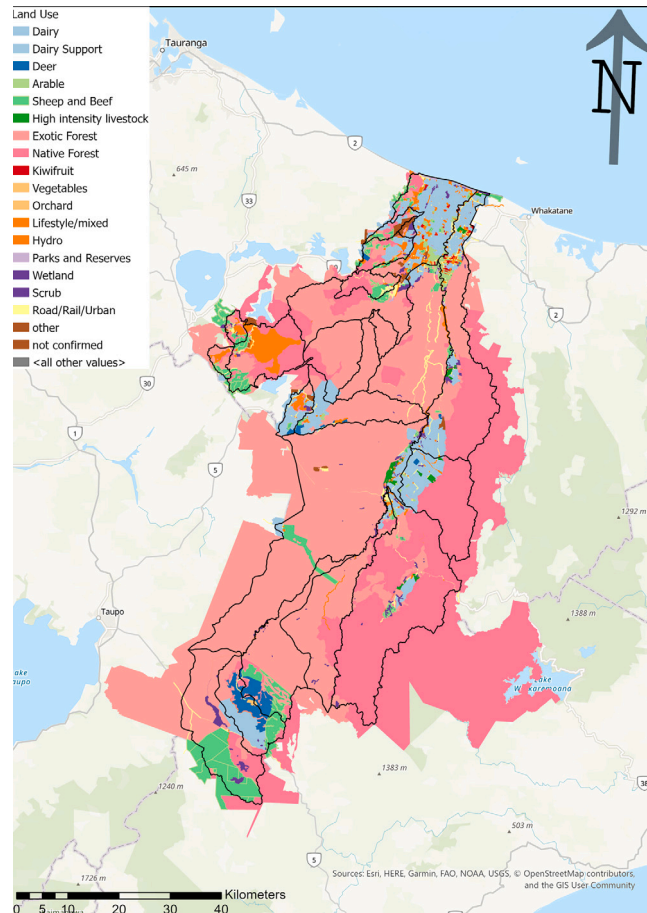 Land Use
Dairy
Dairy Support
Deer
Arable
Sheep and Beef
High intensity livestock
Exotic Forest
Native Forest
Kiwifruit
Vegetables
Orchard
Lifestyle/mixed
Hydro
Parks and Reserves
Wetland
Scrub
Road/Rail/Urban
other
not confirmed
<all other values>
Tauranga
N
2
645 m
33
Whakatane
2
30
1
5
1292 m
Taupo
1388 m
Lake
1383 m
1240 m
38
503 m
5
1726 m
Sources: Esri, HERE, Garmin, FAO, NOAA, USGS, © OpenStreetMap contributors,
and the GIS User Community
Kilometers
0 5 10 20 30 40